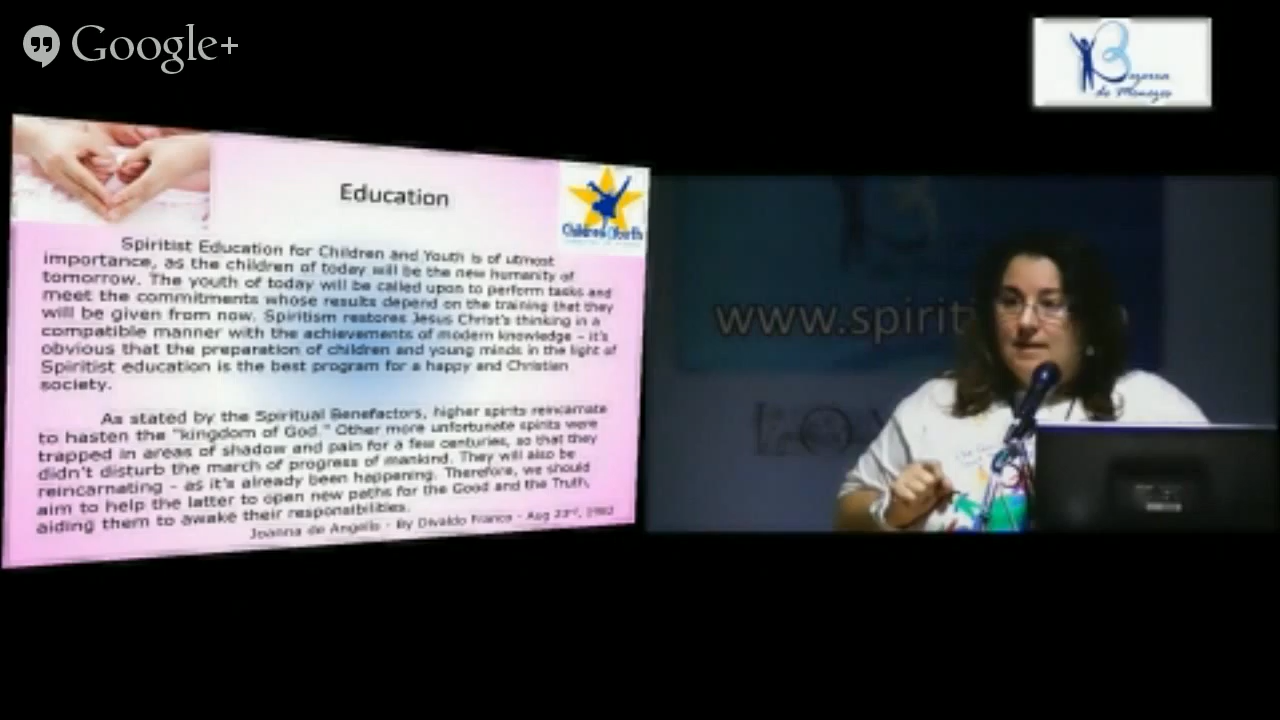 Google+
Bezerra
de Menezes
Education
Children & Youth
Spiritist Education for Children and Youth is of utmost
importance, as the children of today will be the new humanity of
tomorrow. The youth of today will be called upon to perform tasks and
meet the commitments whose results depend on the training that they
will be given from now. Spiritism restores Jesus Christ's thinking in a
compatible manner with the achievements of modern knowledge – it's
obvious that the preparation of children and young minds in the light of
Spiritist education is the best program for a happy and Christian
society.
As stated by the Spiritual Benefactors, higher spirits reincarnate
to hasten the "kingdom of God." Other more unfortunate spirits were
trapped in areas of shadow and pain for a few centuries, so that they
didn't disturb the march of progress of mankind. They will also be
reincarnating – as it's already been happening. Therefore, we should
aim to help the latter to open new paths for the Good and the Truth,
aiding them to awake their responsibilities.
Joanna de Angelis - By Divaldo Franco - Aug 23rd, 1982
www.spirit